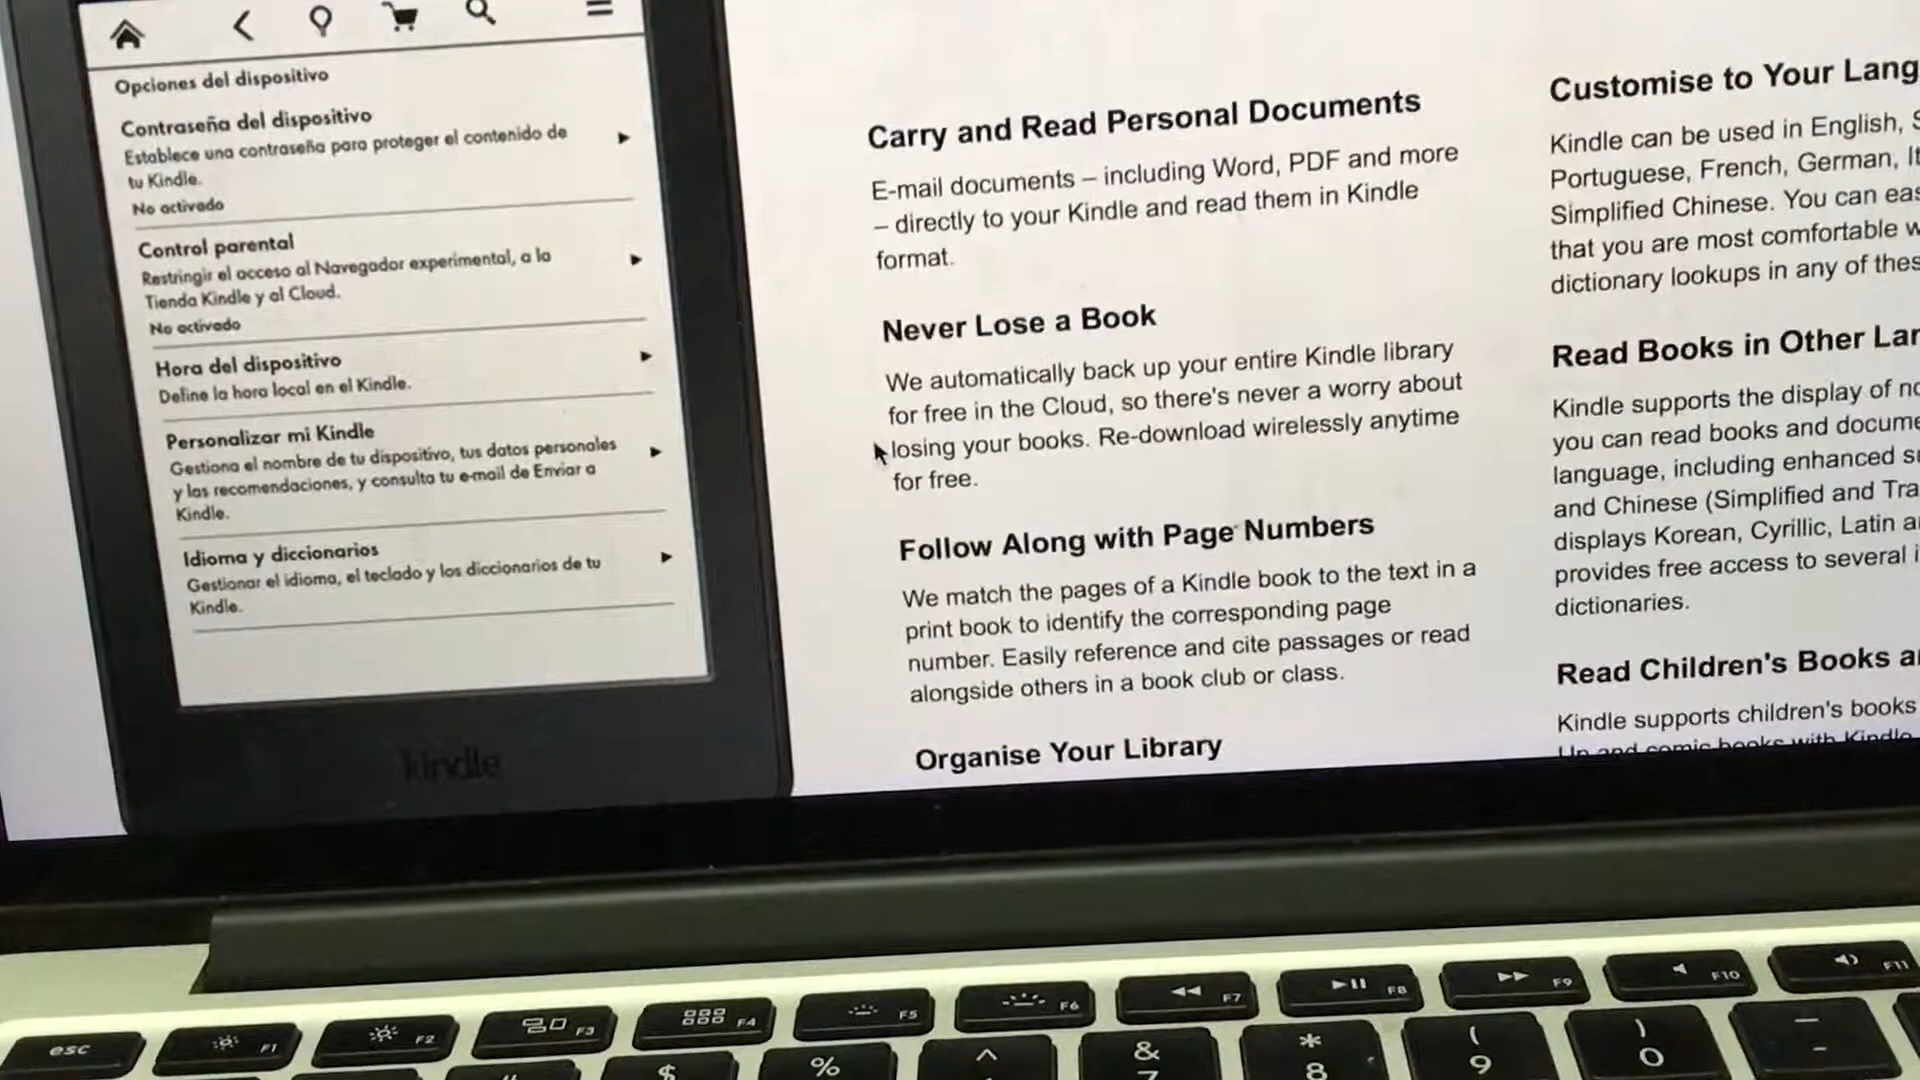 Opciones del dispositivo
Contraseña del dispositivo
Establece una contraseña para proteger el contenido de
tu Kindle.
No activado
Control parental
Restringir el acceso al Navegador experimental, a la
Tienda Kindle y al Cloud.
No activado
Hora del dispositivo
Define la hora local en el Kindle.
Personalizar mi Kindle
Gestiona el nombre de tu dispositivo, tus datos personales
y las recomendaciones, y consulta tu e-mail de Enviar a
Kindle.
Idioma y diccionarios
Gestionar el idioma, el teclado y los diccionarios de tu
Kindle.
kindle
Carry and Read Personal Documents
E-mail documents – including Word, PDF and more
– directly to your Kindle and read them in Kindle
format.
Never Lose a Book
We automatically back up your entire Kindle library
for free in the Cloud, so there's never a worry about
losing your books. Re-download wirelessly anytime
for free.
Follow Along with Page Numbers
We match the pages of a Kindle book to the text in a
print book to identify the corresponding page
number. Easily reference and cite passages or read
alongside others in a book club or class.
Organise Your Library
Customise to Your Lang
Kindle can be used in English, S
Portuguese, French, German, It
Simplified Chinese. You can eas
that you are most comfortable w
dictionary lookups in any of thes
Read Books in Other Lan
Kindle supports the display of no
you can read books and docume
language, including enhanced su
and Chinese (Simplified and Tra
displays Korean, Cyrillic, Latin a
provides free access to several i
dictionaries.
Read Children's Books a
Kindle supports children's books
Up and comic books with Kindle
esc F1 F2 F3 F4 F5 F6 F7 F8 F9 F10 F11
$ % ^ & 7 * 8 ( 9 ) 0 — -